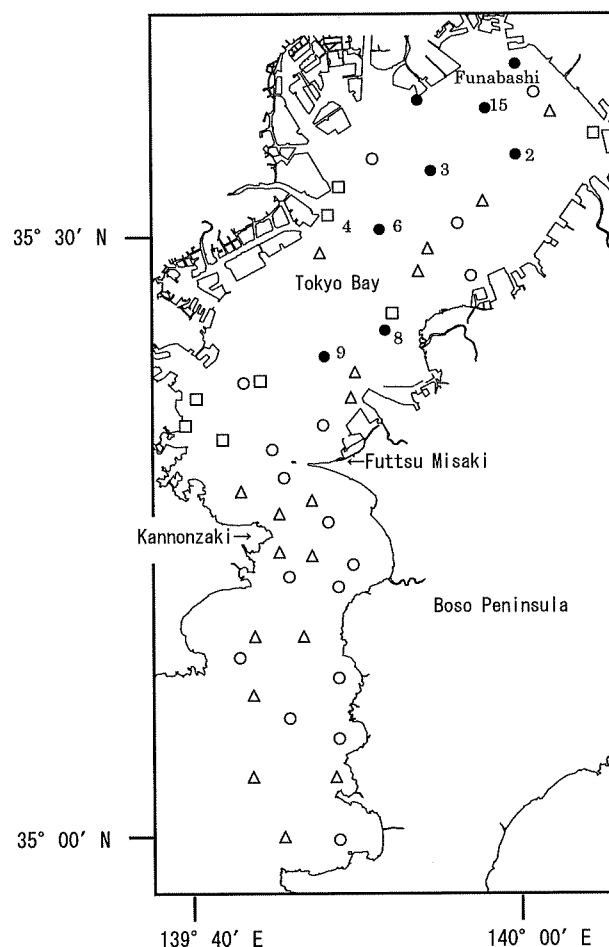 Funabashi
15
2
3
4
6
35° 30′ N
Tokyo Bay
8
9
←Futtsu Misaki
Kannonzaki→
Boso Peninsula
35° 00′ N
139° 40′ E
140° 00′ E